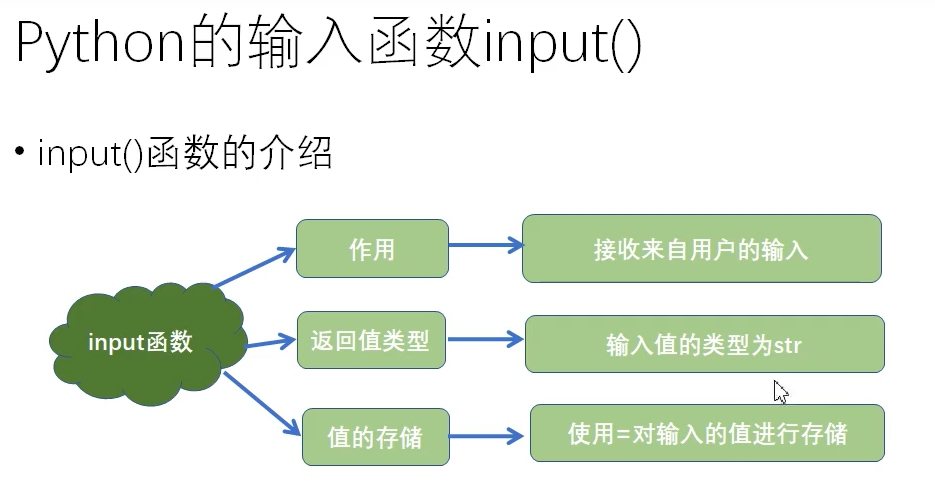 Python的输入函数input()
• input()函数的介绍
作用
接收来自用户的输入
input函数
返回值类型
输入值的类型为str
值的存储
使用=对输入的值进行存储